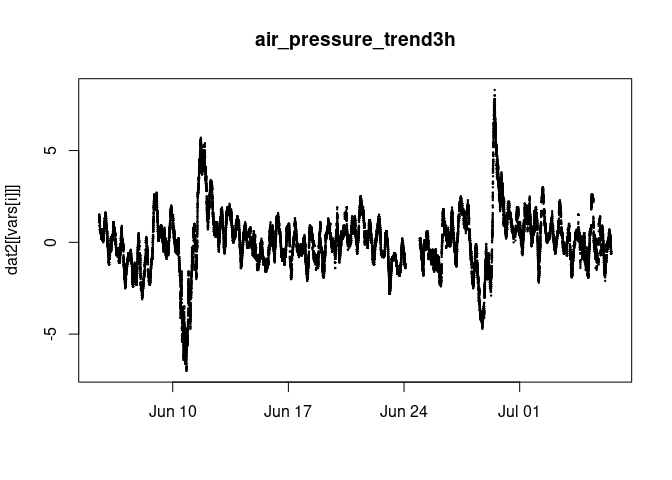 air_pressure_trend3h
dat2[[vars[i]]]
5
0
-5
Jun 10 Jun 17 Jun 24 Jul 01